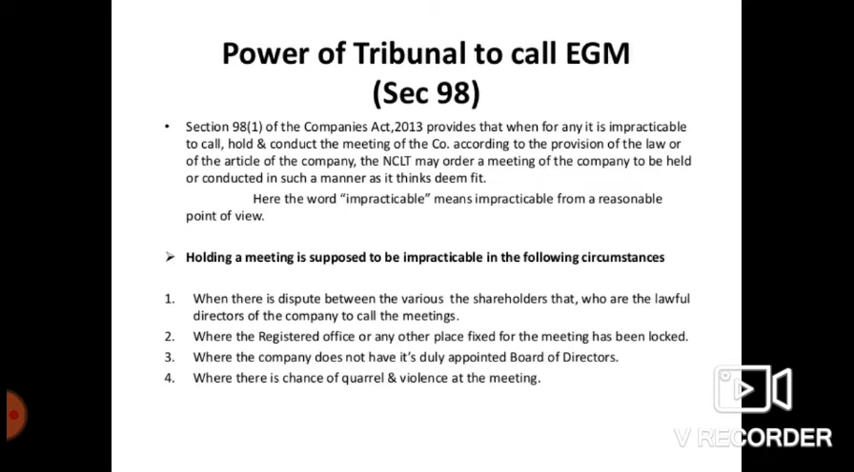 Power of Tribunal to call EGM
(Sec 98)
• Section 98(1) of the Companies Act,2013 provides that when for any it is impracticable
to call, hold & conduct the meeting of the Co. according to the provision of the law or
of the article of the company, the NCLT may order a meeting of the company to be held
or conducted in such a manner as it thinks deem fit.
Here the word “impracticable” means impracticable from a reasonable
point of view.
➢ Holding a meeting is supposed to be impracticable in the following circumstances
1. When there is dispute between the various the shareholders that, who are the lawful
directors of the company to call the meetings.
2. Where the Registered office or any other place fixed for the meeting has been locked.
3. Where the company does not have it’s duly appointed Board of Directors.
4. Where there is chance of quarrel & violence at the meeting.
V RECORDER